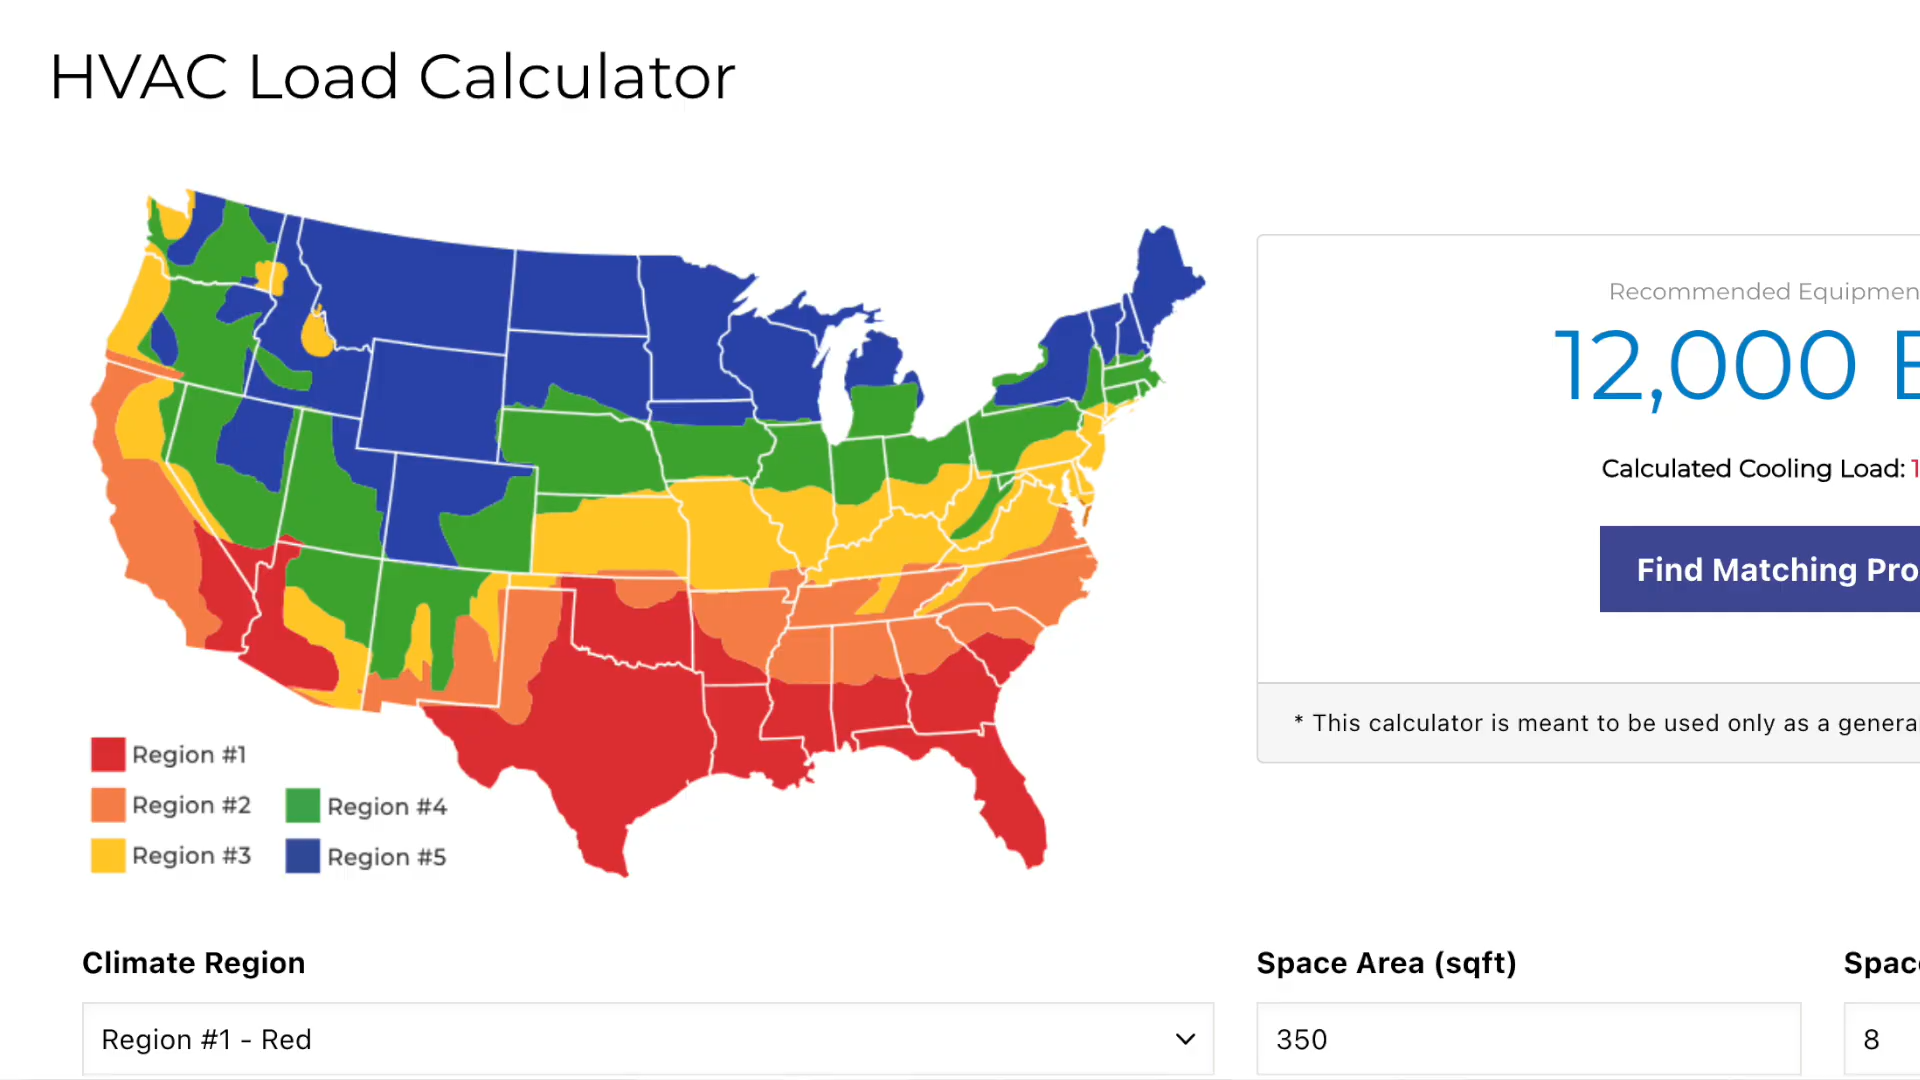 HVAC Load Calculator
Recommended Equipmen
12,000
Calculated Cooling Load: 1
Find Matching Pro
* This calculator is meant to be used only as a genera
Region #1
Region #2
Region #4
Region #3
Region #5
Climate Region
Space Area (sqft)
Spac
Region #1 - Red
350
8